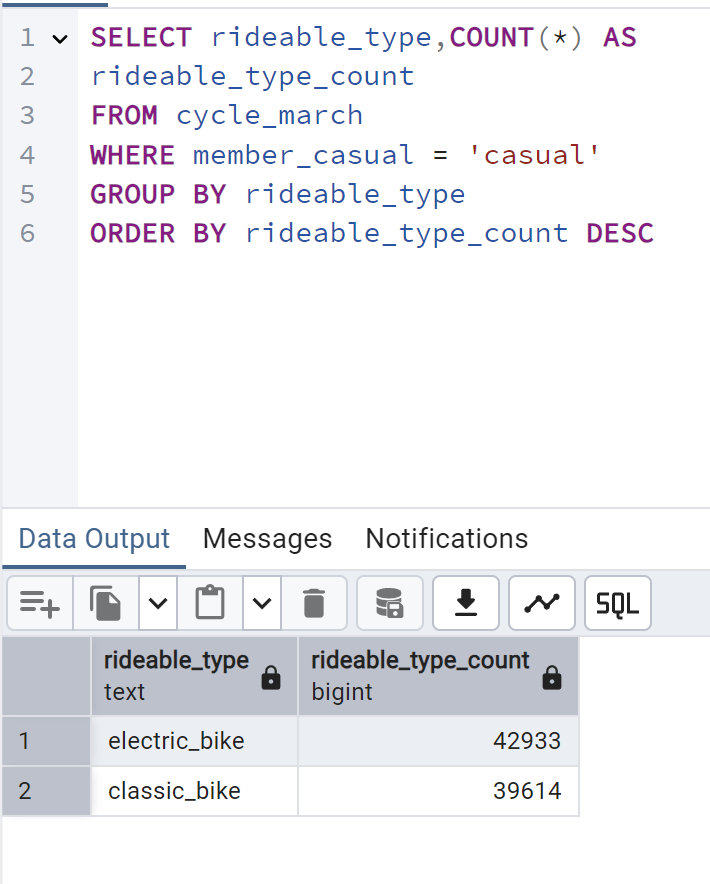 1 SELECT rideable_type,COUNT(*) AS
2 rideable_type_count
3 FROM cycle_march
4 WHERE member_casual = 'casual'
5 GROUP BY rideable_type
6 ORDER BY rideable_type_count DESC
Data Output Messages Notifications
SQL
rideable_type rideable_type_count
text bigint
1 electric_bike 42933
2 classic_bike 39614